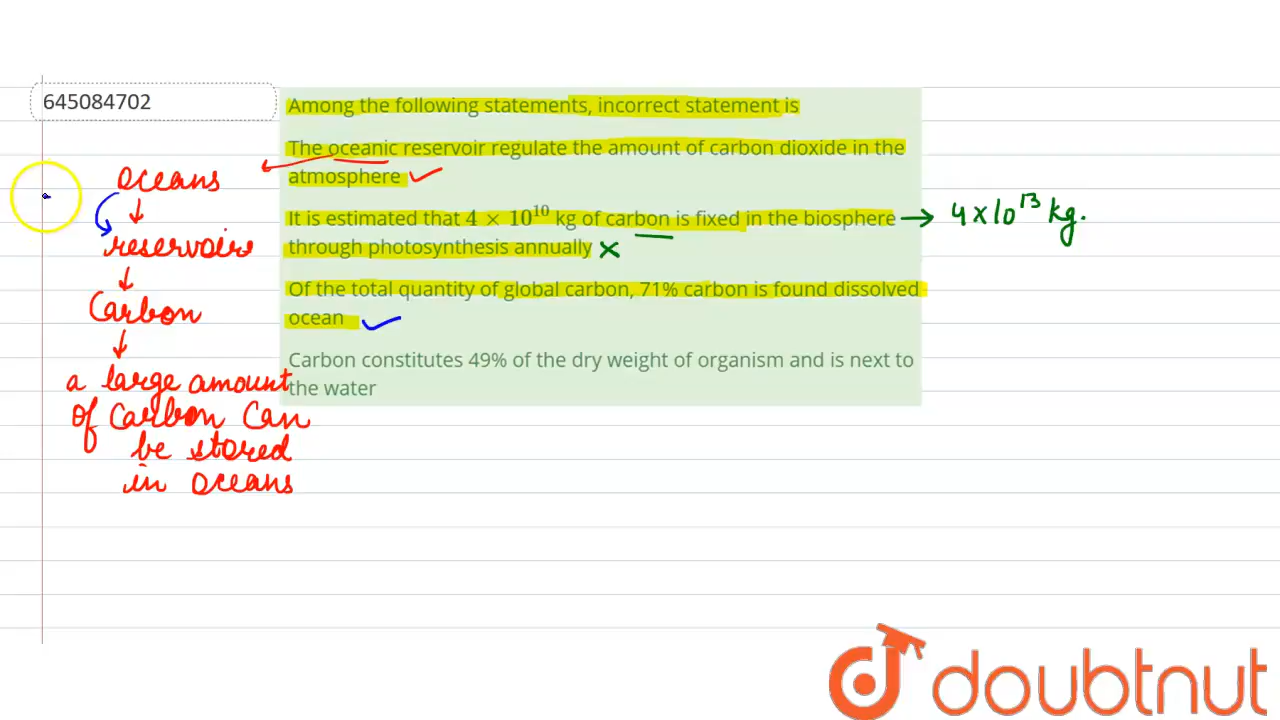 645084702
Among the following statements, incorrect statement is
The oceanic reservoir regulate the amount of carbon dioxide in the
atmosphere
It is estimated that 4 × 10^10 kg of carbon is fixed in the biosphere
through photosynthesis annually
Of the total quantity of global carbon, 71% carbon is found dissolved
ocean
Carbon constitutes 49% of the dry weight of organism and is next to
the water
4 x 10^13 kg.
oceans
reservoirs
Carbon
a large amount
of Carbon Can
be stored
in oceans
doubtnut